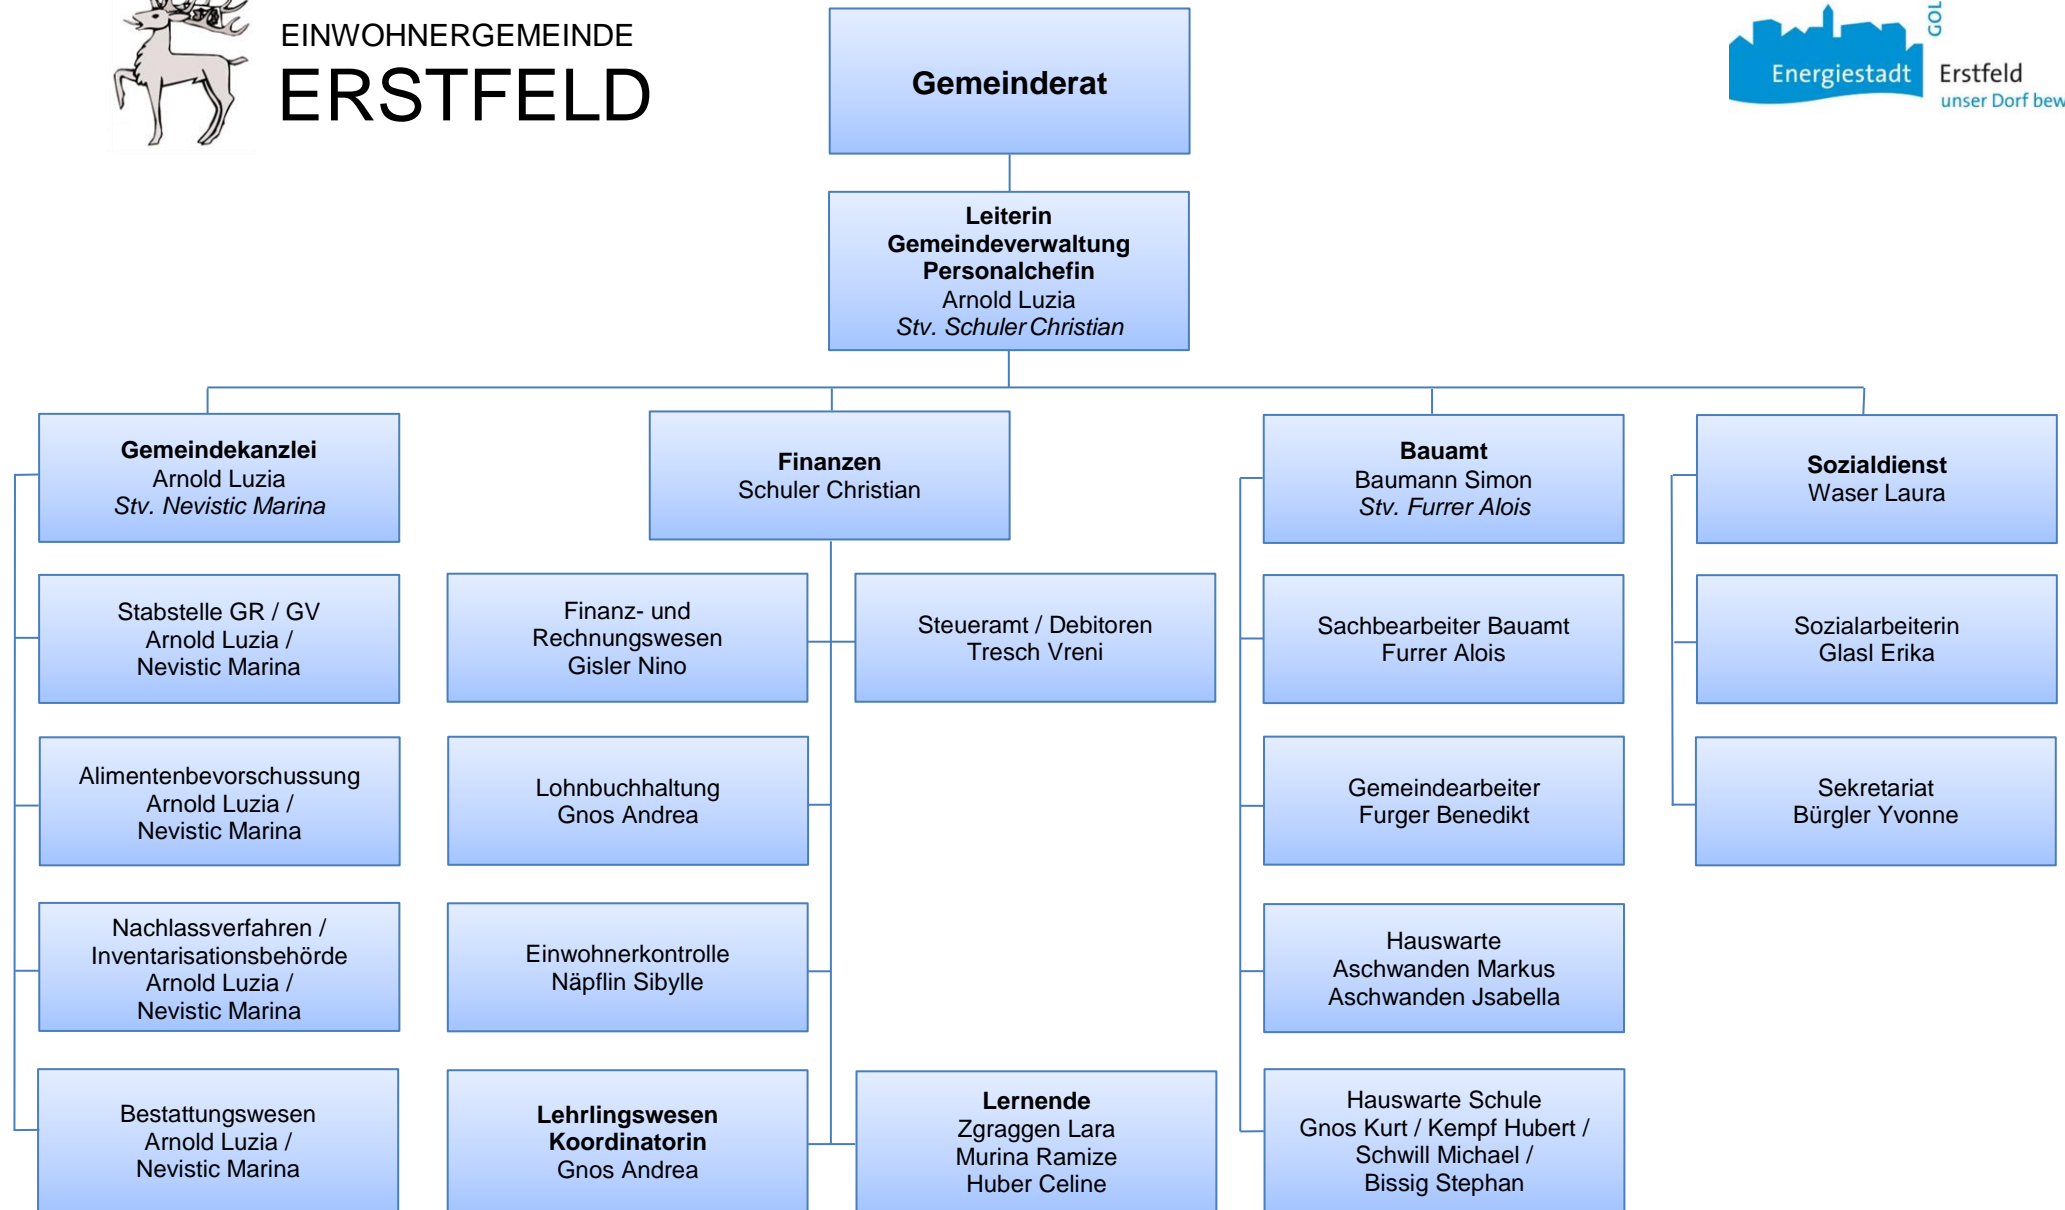 EINWOHNERGEMEINDE
ERSTFELD
Gemeinderat
Energiestadt
Erstfeld
Leiterin
Gemeindeverwaltung
Personalchefin
Arnold Luzia
Stv. Schuler Christian
Gemeindekanzlei
Arnold Luzia
Stv. Nevistic Marina
Finanzen
Schuler Christian
Bauamt
Baumann Simon
Stv. Furrer Alois
Sozialdienst
Waser Laura
Stabstelle GR / GV
Arnold Luzia /
Nevistic Marina
Finanz- und
Rechnungswesen
Gisler Nino
Steueramt / Debitoren
Tresch Vreni
Sachbearbeiter Bauamt
Furrer Alois
Sozialarbeiterin
Glasl Erika
Alimentenbevorschussung
Arnold Luzia /
Nevistic Marina
Lohnbuchhaltung
Gnos Andrea
Gemeindearbeiter
Furger Benedikt
Sekretariat
Bürgler Yvonne
Nachlassverfahren /
Inventarisationsbehörde
Arnold Luzia /
Nevistic Marina
Einwohnerkontrolle
Näpflin Sibylle
Hauswarte
Aschwanden Markus
Aschwanden Jsabella
Bestattungswesen
Arnold Luzia /
Nevistic Marina
Lehrlingswesen
Koordinatorin
Gnos Andrea
Lernende
Zgraggen Lara
Murina Ramize
Huber Celine
Hauswarte Schule
Gnos Kurt / Kempf Hubert /
Schwill Michael /
Bissig Stephan
GOL
unser Dorf bew